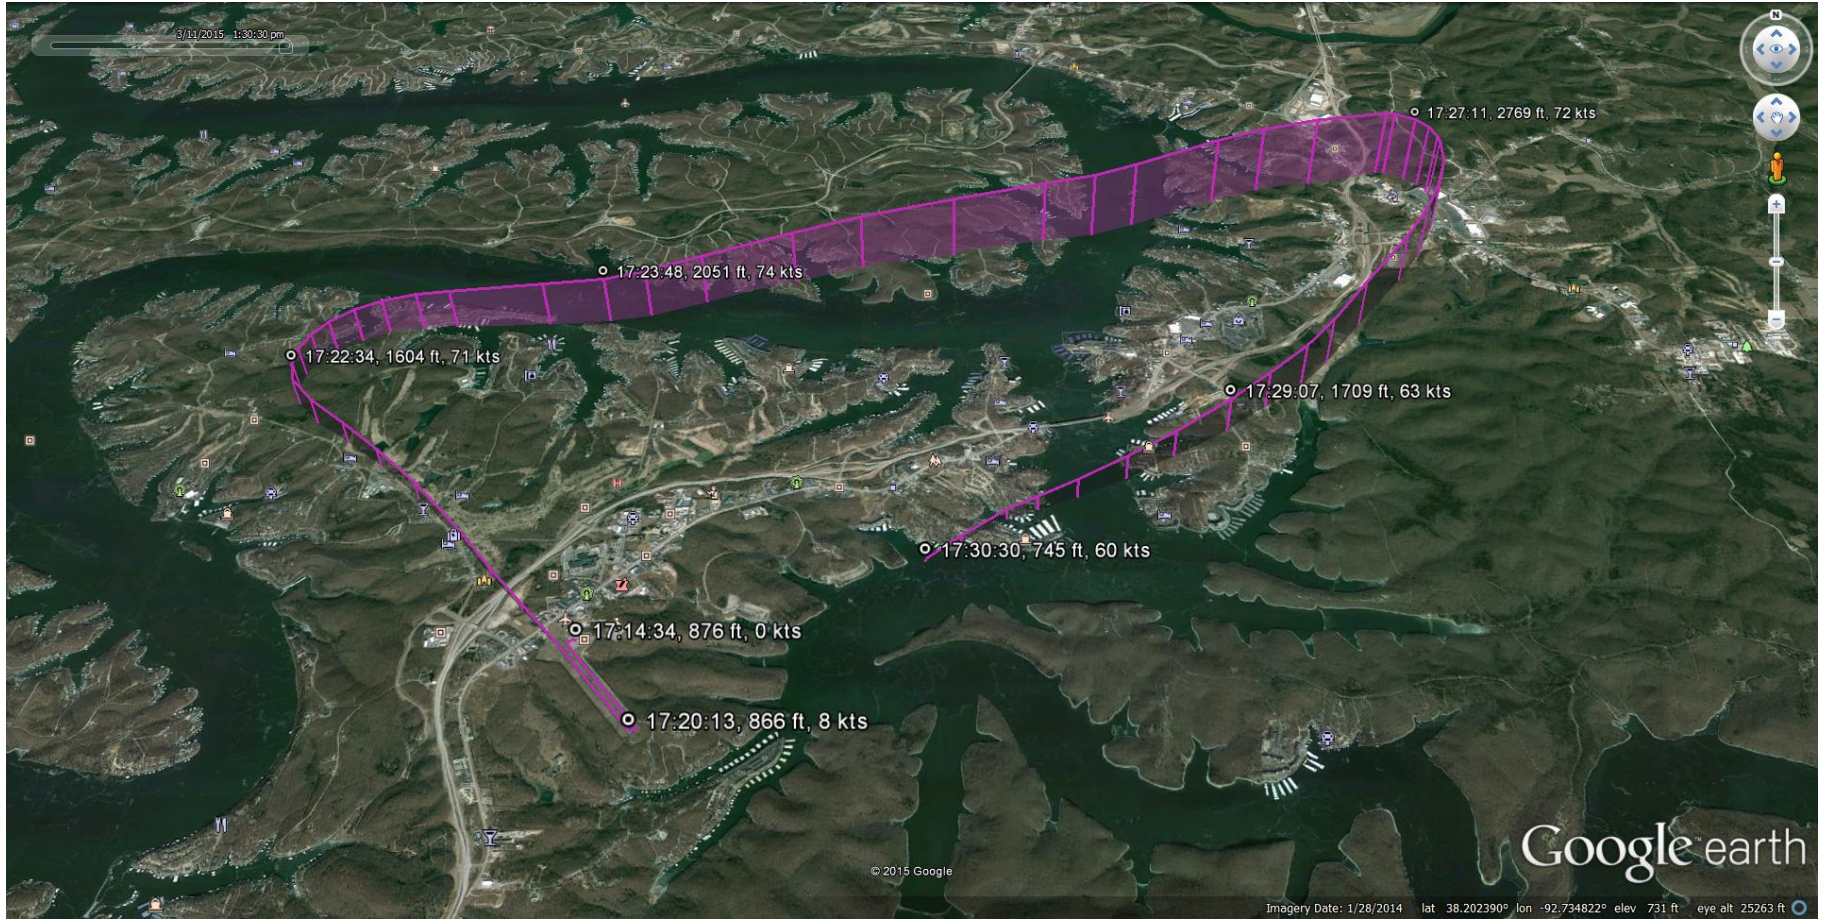 3/11/2015 1:30:30 pm
N
17:27:11, 2769 ft, 72 kts
17:23:48, 2051 ft, 74 kts
17:22:34, 1604 ft, 71 kts
17:29:07, 1709 ft, 63 kts
H
17:30:30, 745 ft, 60 kts
17:14:34, 876 ft, 0 kts
17:20:13, 866 ft, 8 kts
Google earth
© 2015 Google
Imagery Date: 1/28/2014 lat 38.202390° lon -92.734822° elev 731 ft eye alt 25263 ft